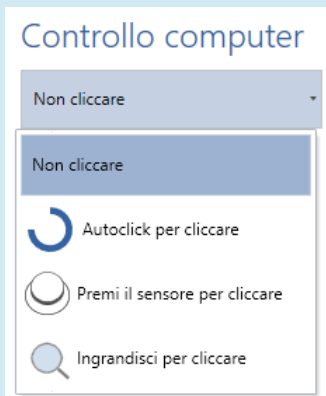 Controllo computer
Non cliccare
Non cliccare
Autoclick per cliccare
Premi il sensore per cliccare
Ingrandisci per cliccare